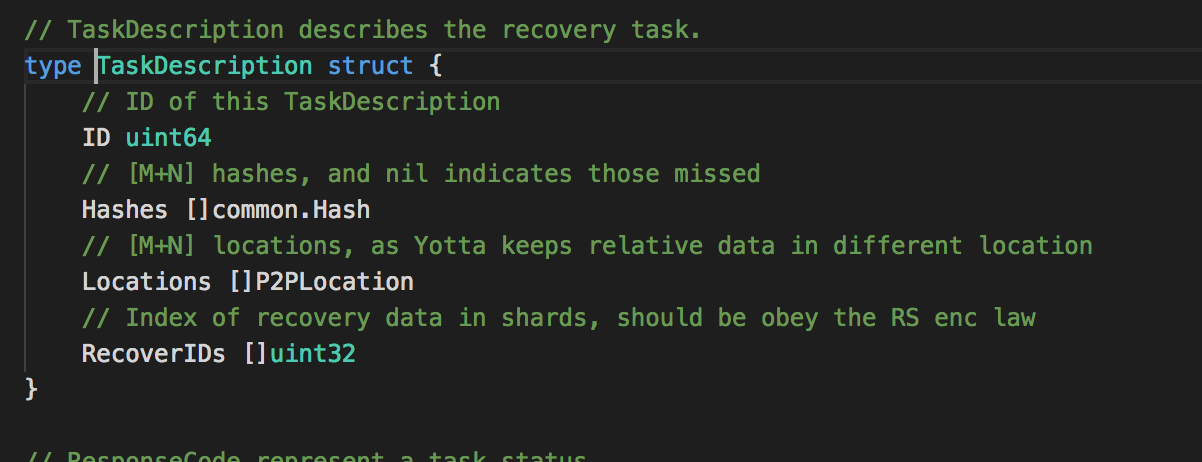 // TaskDescription describes the recovery task.
type TaskDescription struct {
// ID of this TaskDescription
ID uint64
// [M+N] hashes, and nil indicates those missed
Hashes []common.Hash
// [M+N] locations, as Yotta keeps relative data in different location
Locations []P2PLocation
// Index of recovery data in shards, should be obey the RS enc law
RecoverIDs []uint32
}
// ResponseCode represent a task status